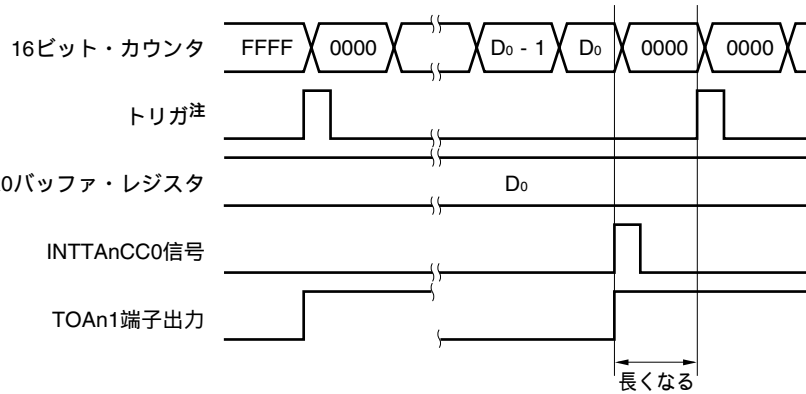 16ビット・カウンタ FFFF 0000 D0 - 1 D0 0000 0000
トリガ注
0バッファ・レジスタ D0
INTTAnCC0信号
TOAn1端子出力
長くなる